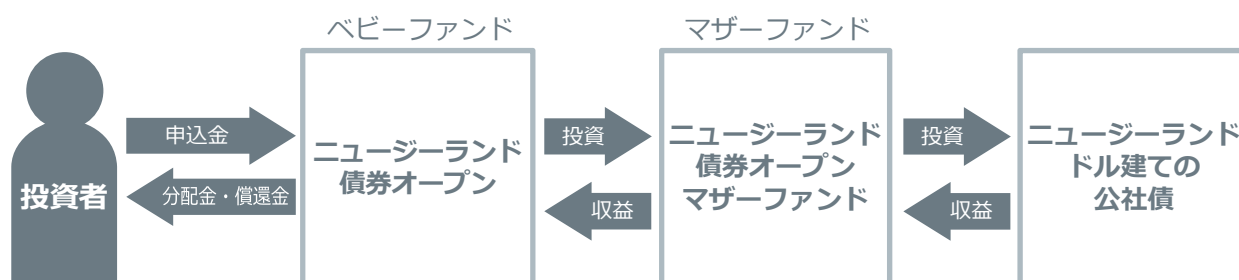 ベビーファンド
マザーファンド
投資者
申込金
分配金・償還金
ニュージーランド
債券オープン
投資
収益
ニュージーランド
債券オープン
マザーファンド
投資
収益
ニュージーランド
ドル建ての
公社債